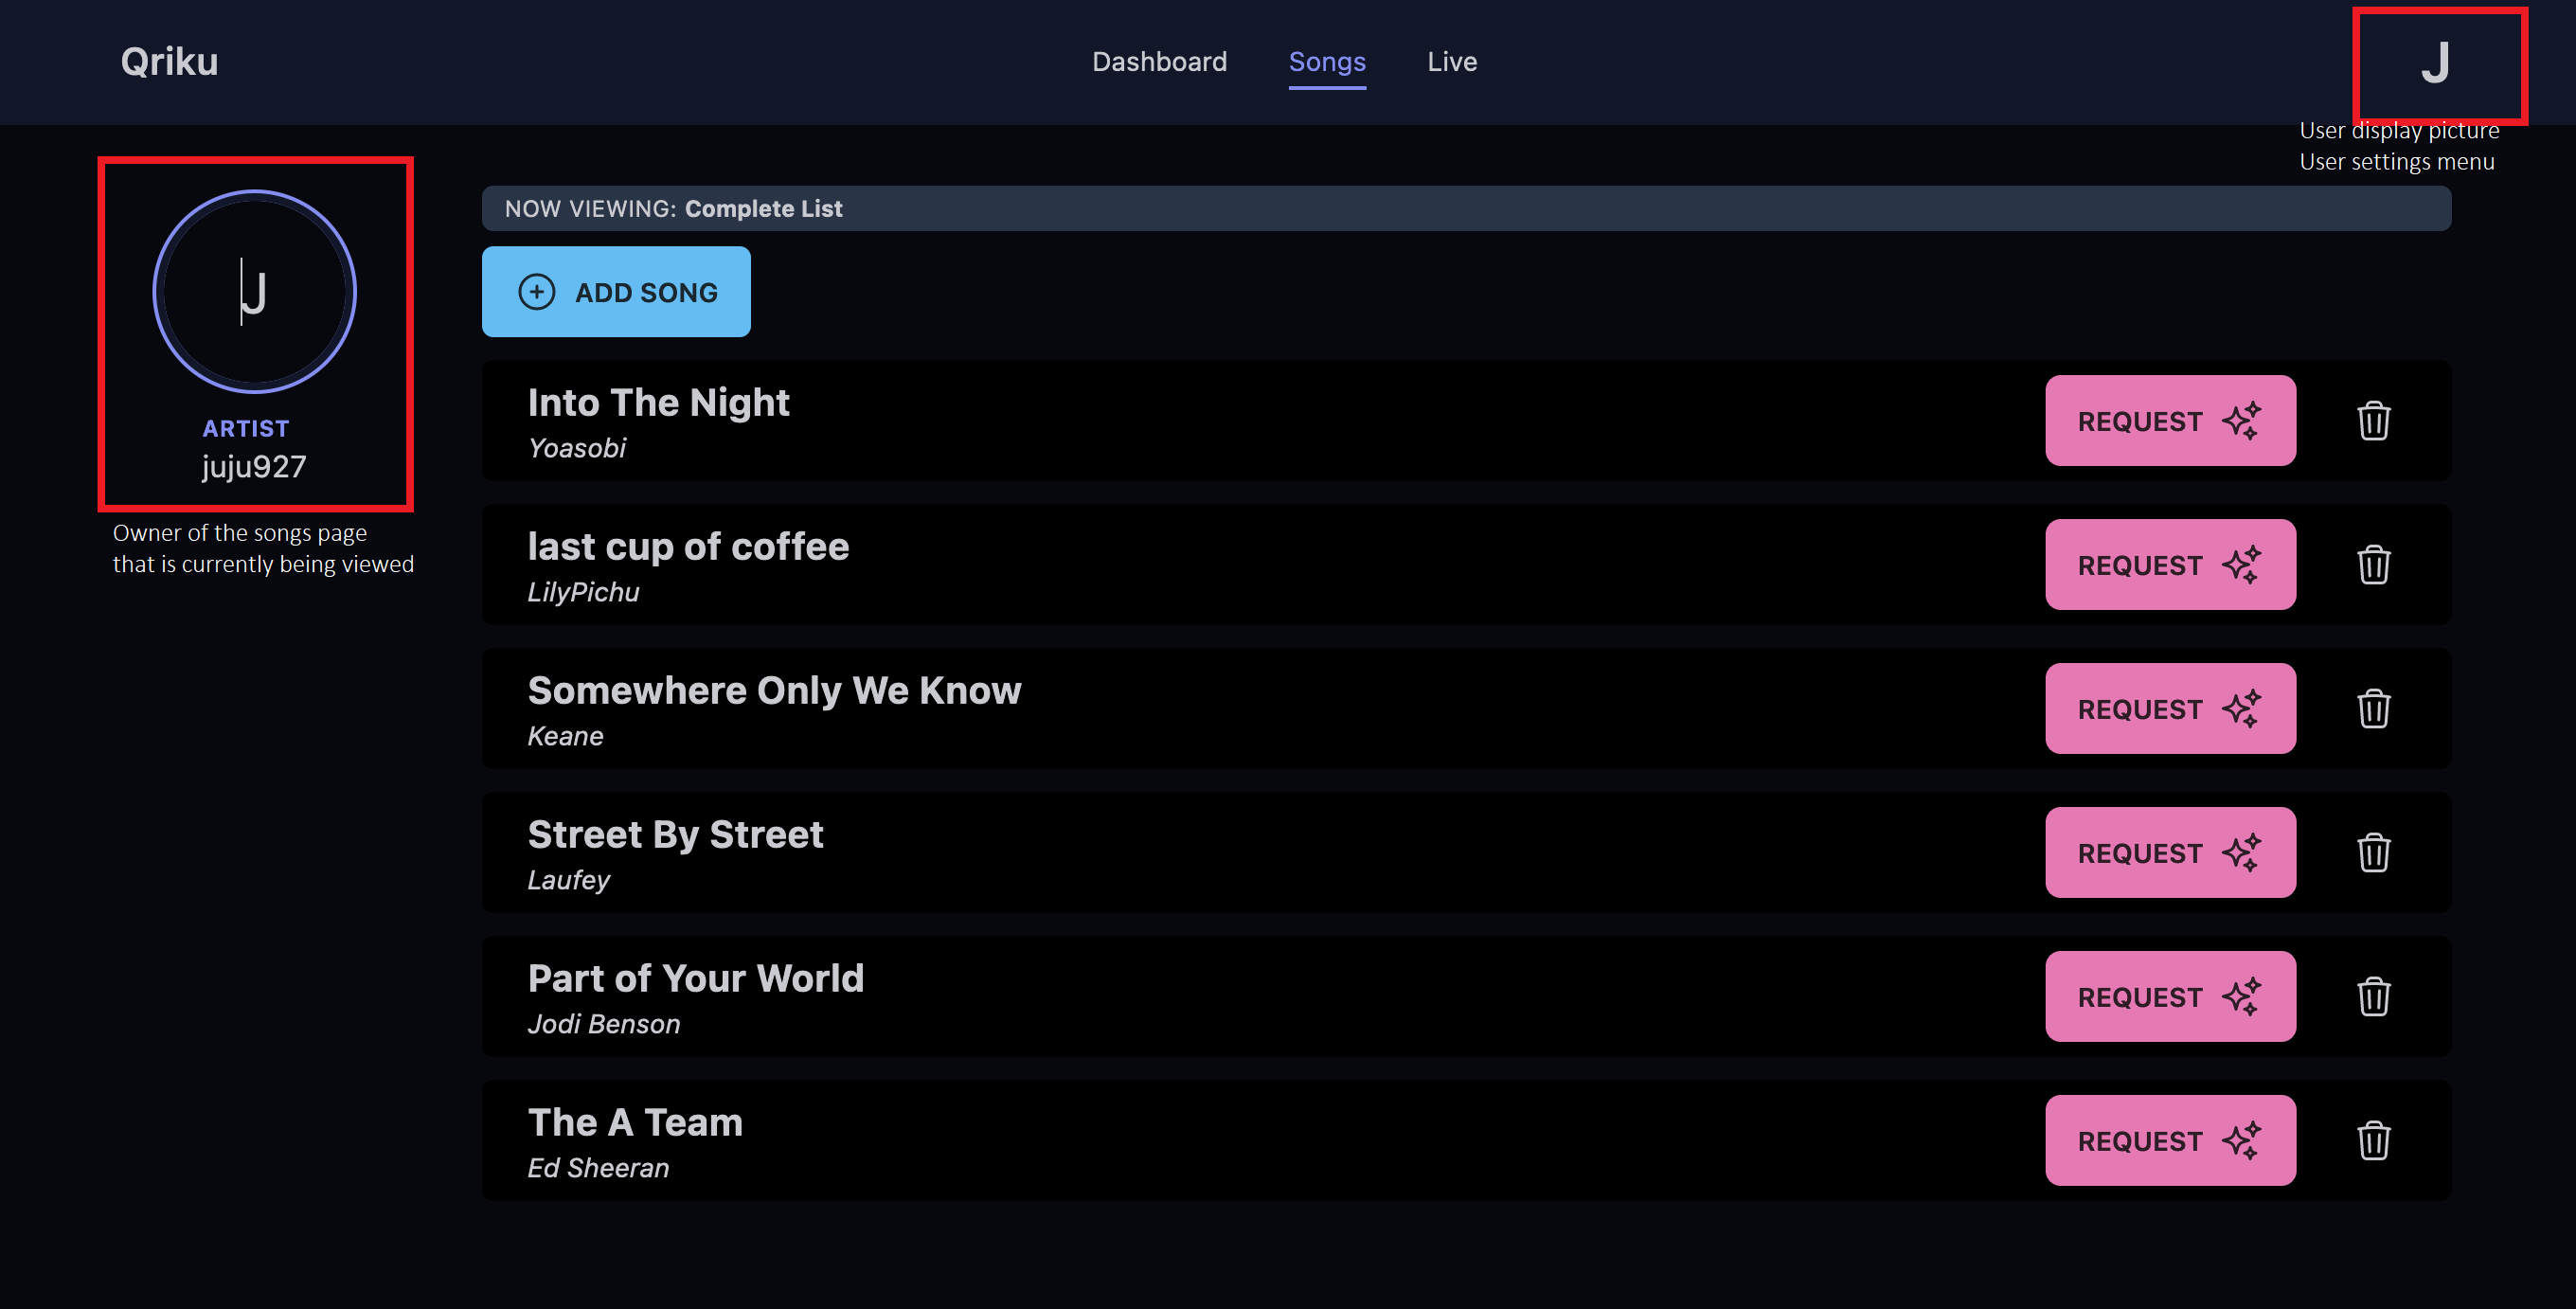 Qriku
Dashboard
Songs
Live
J
User display picture
User settings menu
J
ARTIST
juju927
Owner of the songs page
that is currently being viewed
NOW VIEWING: Complete List
ADD SONG
Into The Night
Yoasobi
REQUEST
last cup of coffee
LilyPichu
REQUEST
Somewhere Only We Know
Keane
REQUEST
Street By Street
Laufey
REQUEST
Part of Your World
Jodi Benson
REQUEST
The A Team
Ed Sheeran
REQUEST